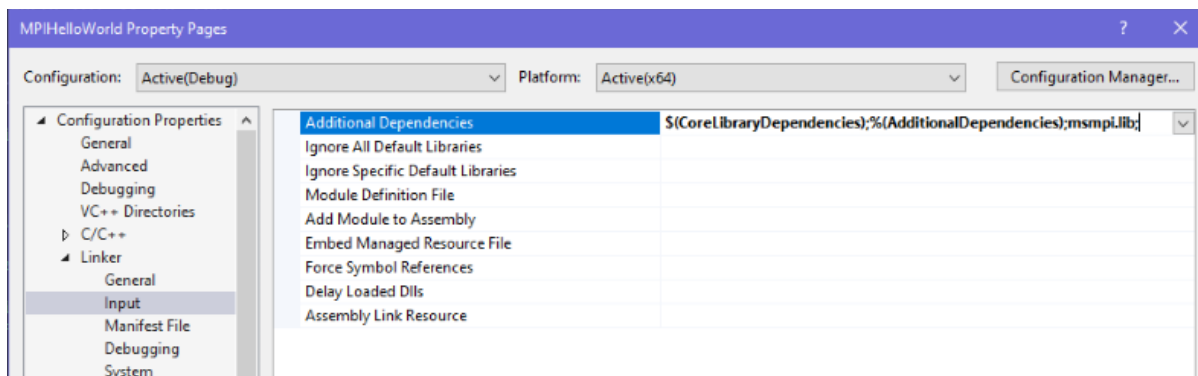 MPIHelloWorld Property Pages ? ×
Configuration: Active(Debug) Platform: Active(x64) Configuration Manager...
Configuration Properties
General
Advanced
Debugging
VC++ Directories
C/C++
Linker
General
Input
Manifest File
Debugging
System
Additional Dependencies $(CoreLibraryDependencies);%(AdditionalDependencies);msmpi.lib;
Ignore All Default Libraries
Ignore Specific Default Libraries
Module Definition File
Add Module to Assembly
Embed Managed Resource File
Force Symbol References
Delay Loaded Dlls
Assembly Link Resource